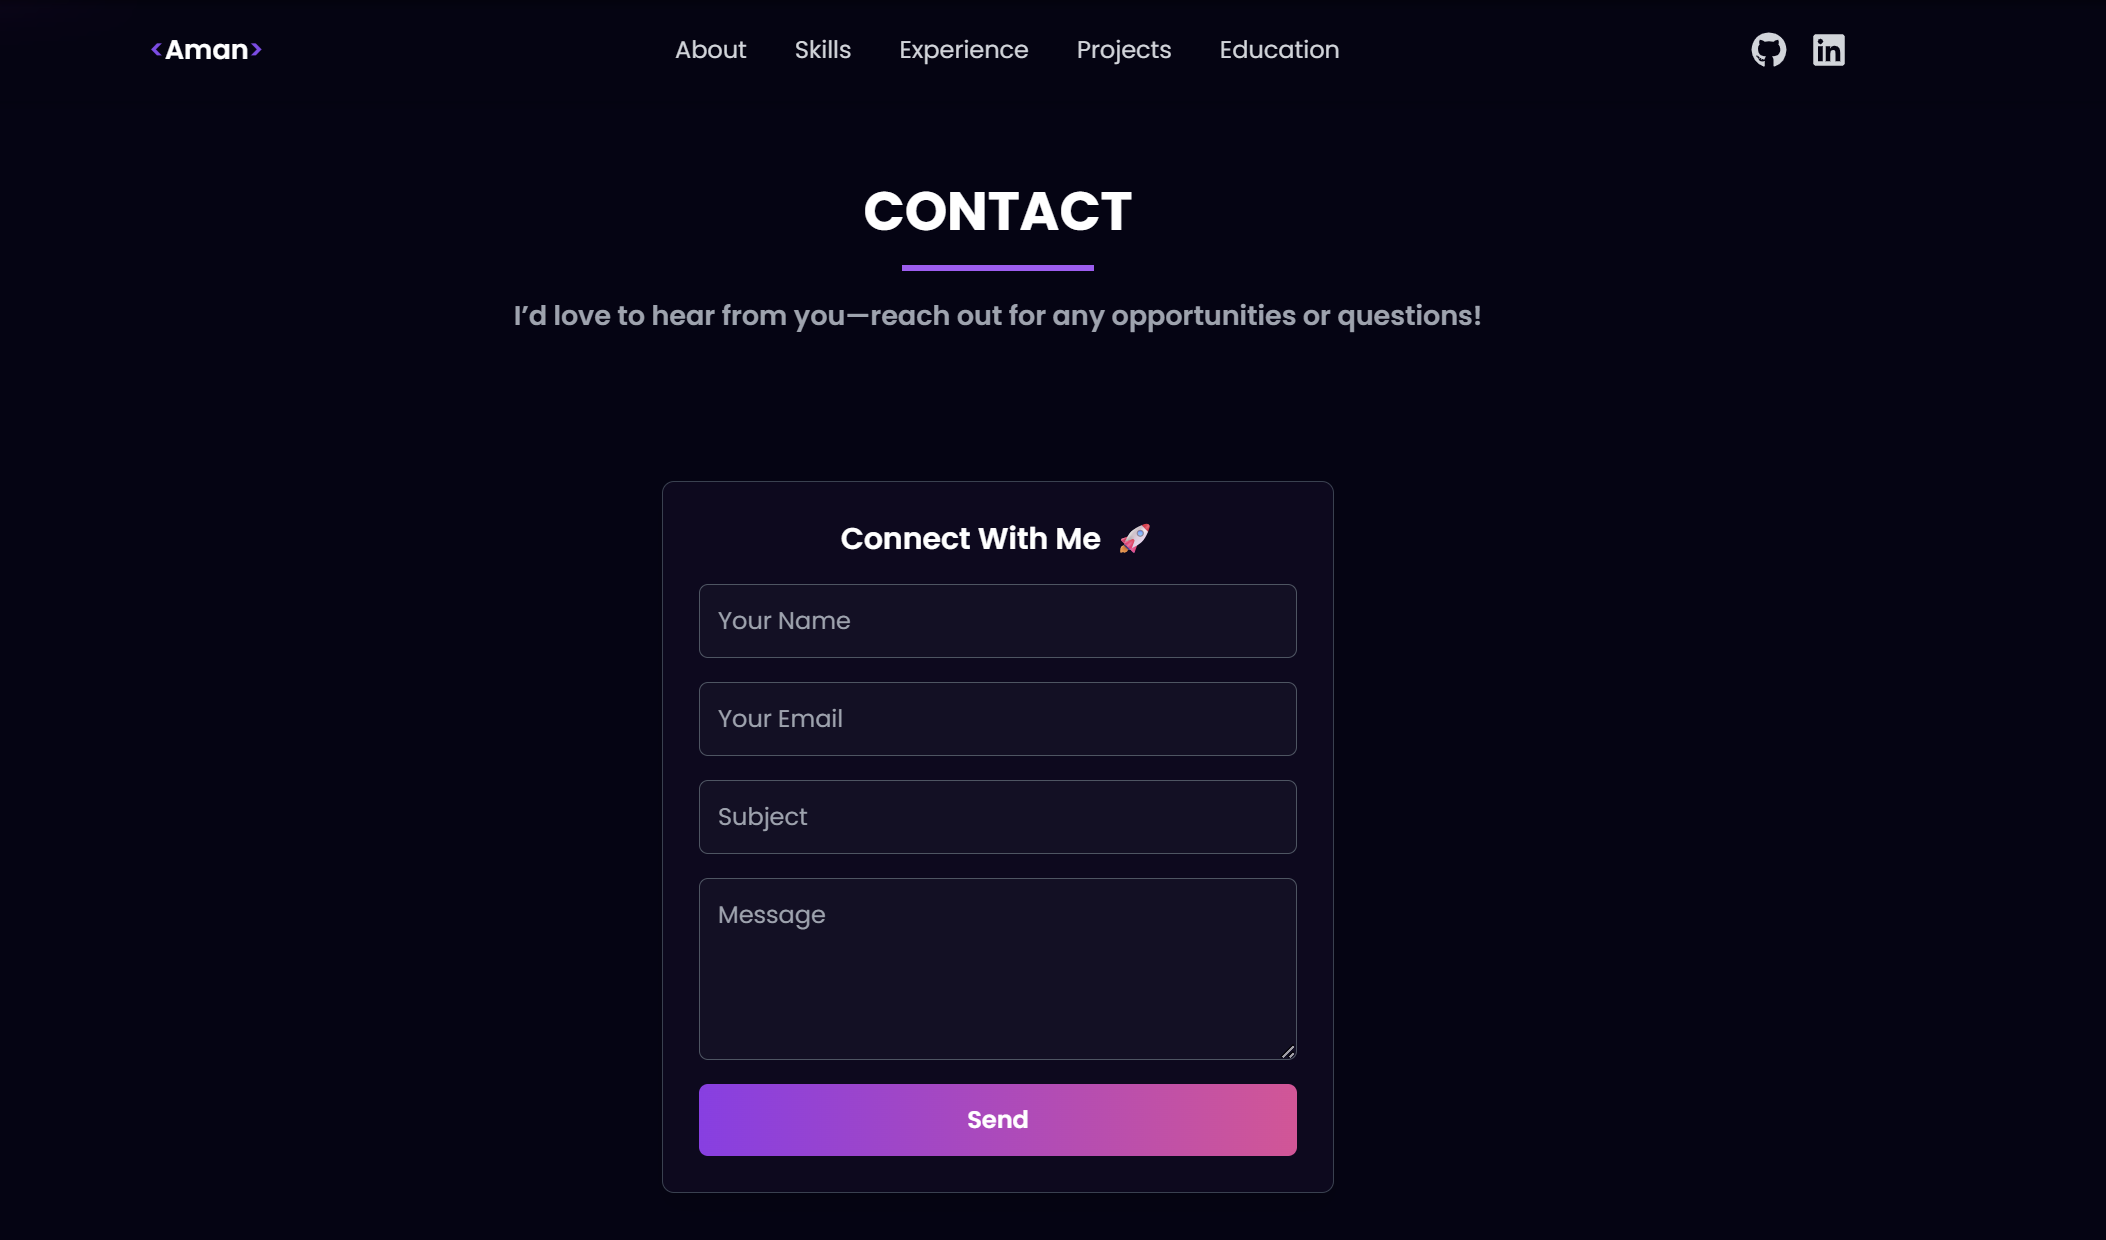 <Aman>
About Skills Experience Projects Education
CONTACT
I’d love to hear from you—reach out for any opportunities or questions!
Connect With Me 🚀
Your Name
Your Email
Subject
Message
Send